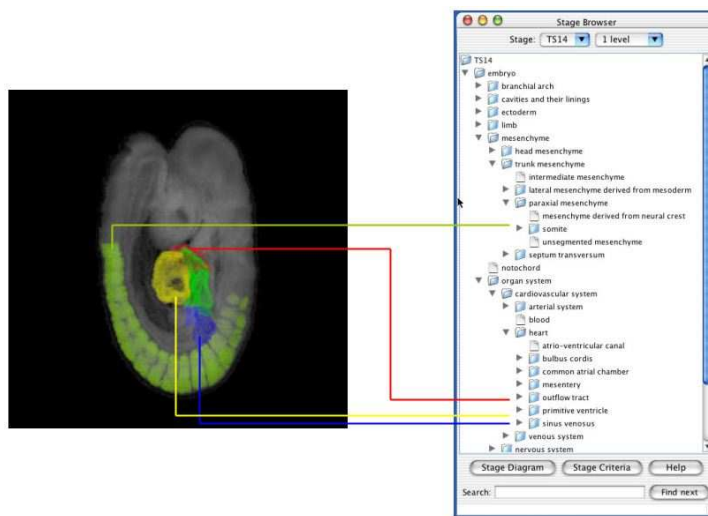 Stage Browser
Stage: TS14 1 level
TS14
embryo
branchial arch
cavities and their linings
ectoderm
limb
mesenchyme
head mesenchyme
trunk mesenchyme
intermediate mesenchyme
lateral mesenchyme derived from mesoderm
paraxial mesenchyme
mesenchyme derived from neural crest
somite
unsegmented mesenchyme
septum transversum
notochord
organ system
cardiovascular system
arterial system
blood
heart
atrio-ventricular canal
bulbus cordis
common atrial chamber
mesentery
outflow tract
primitive ventricle
sinus venosus
venous system
nervous system
Stage Diagram Stage Criteria Help
Search: Find next